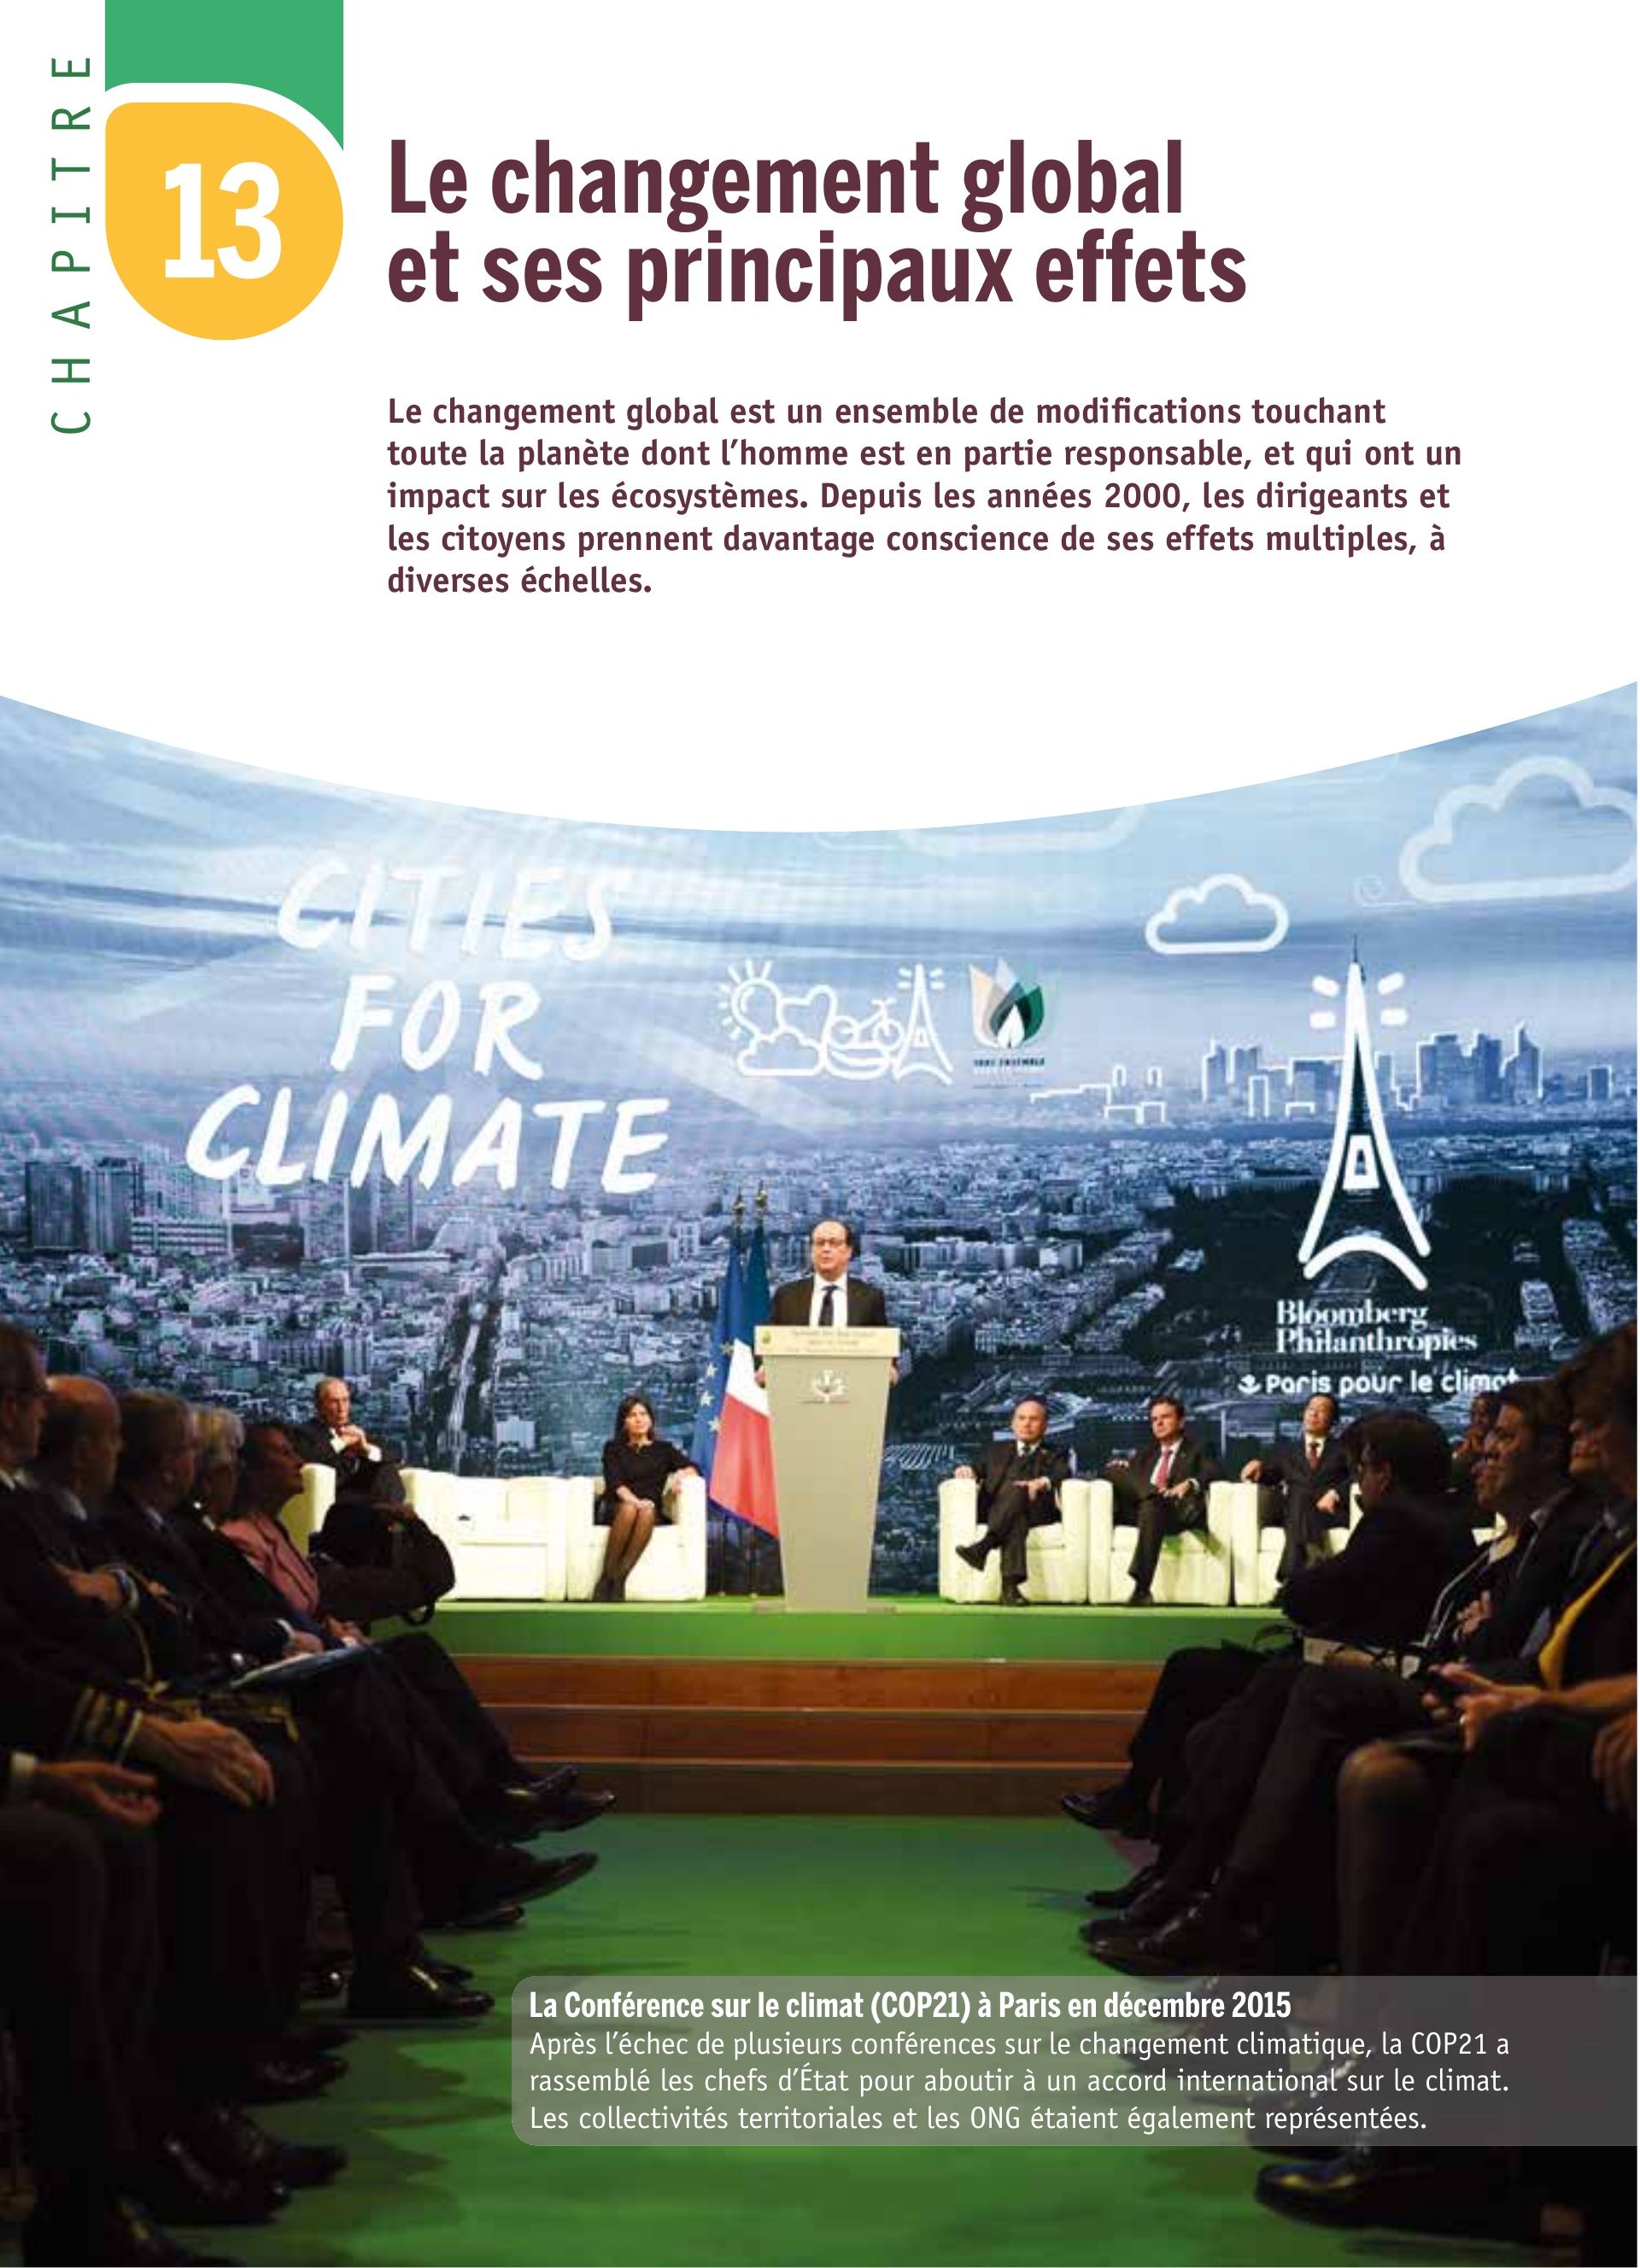 CHAPITRE
13
Le changement global
et ses principaux effets
Le changement global est un ensemble de modifications touchant
toute la planète dont l'homme est en partie responsable, et qui ont un
impact sur les écosystèmes. Depuis les années 2000, les dirigeants et
les citoyens prennent davantage conscience de ses effets multiples, à
diverses échelles.
CITIES
FOR
CLIMATE
Bloomberg
Philanthropies
Paris pour le climat
La Conférence sur le climat (COP21) à Paris en décembre 2015
Après l'échec de plusieurs conférences sur le changement climatique, la COP21 a
rassemblé les chefs d'État pour aboutir à un accord international sur le climat.
Les collectivités territoriales et les ONG étaient également représentées.